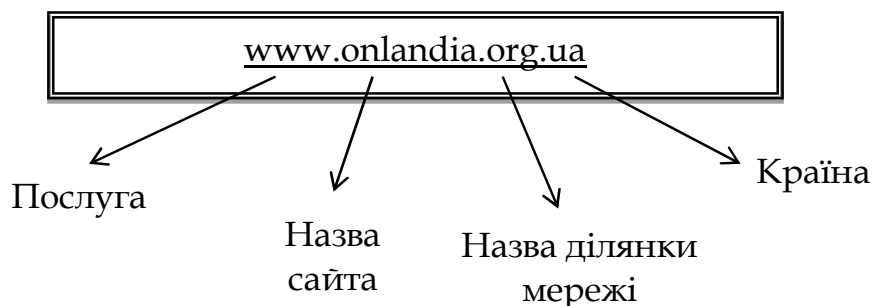 www.onlandia.org.ua
Послуга
Назва
сайта
Назва ділянки
мережі
Країна